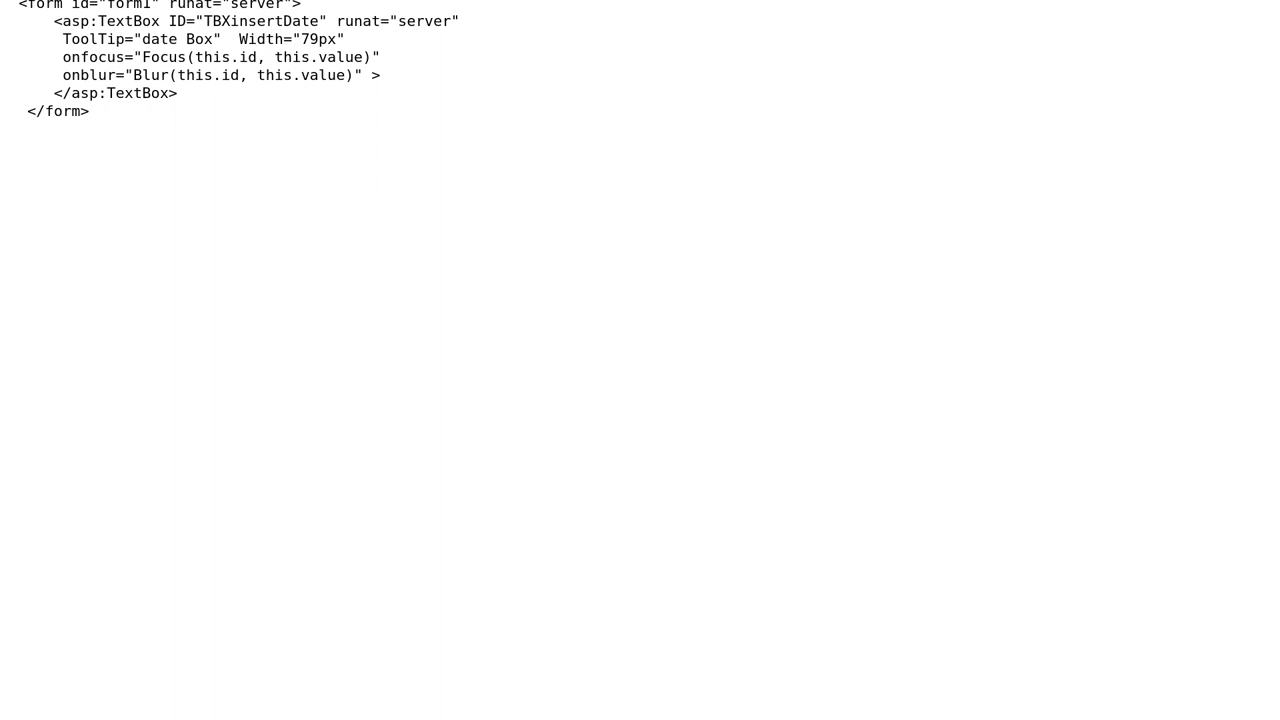 <form id="form1" runat="server">
    <asp:TextBox ID="TBXinsertDate" runat="server"
     ToolTip="date Box"  Width="79px"
     onfocus="Focus(this.id, this.value)"
     onblur="Blur(this.id, this.value)" >
    </asp:TextBox>
 </form>